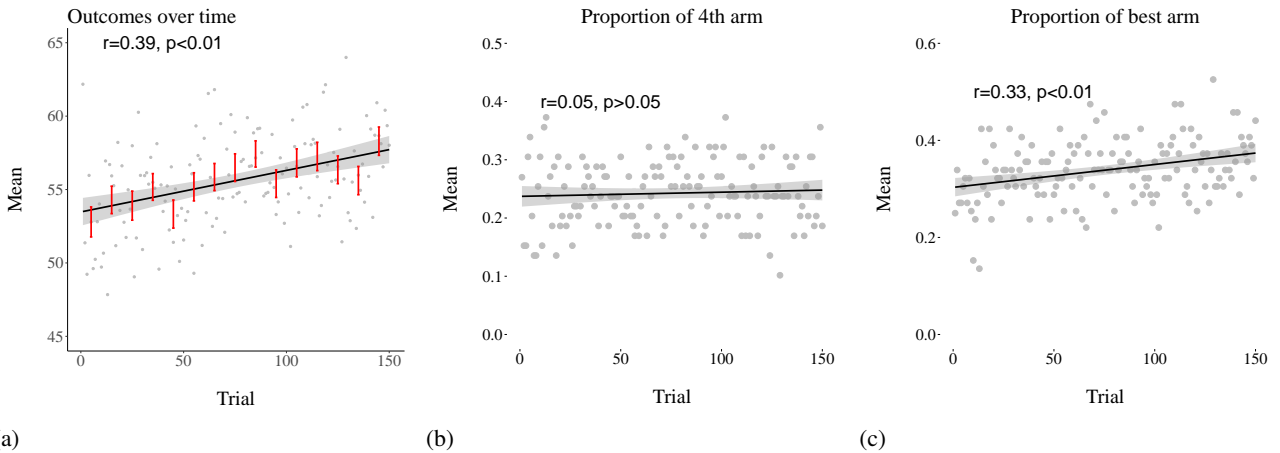 Outcomes over time
r=0.39, p<0.01
65
60
55
50
45
Mean
0
50
100
150
Trial
(a)
Proportion of 4th arm
r=0.05, p>0.05
0.5
0.4
0.3
0.2
0.1
0.0
Mean
0
50
100
150
Trial
(b)
Proportion of best arm
r=0.33, p<0.01
0.6
0.4
0.2
0.0
Mean
0
50
100
150
Trial
(c)